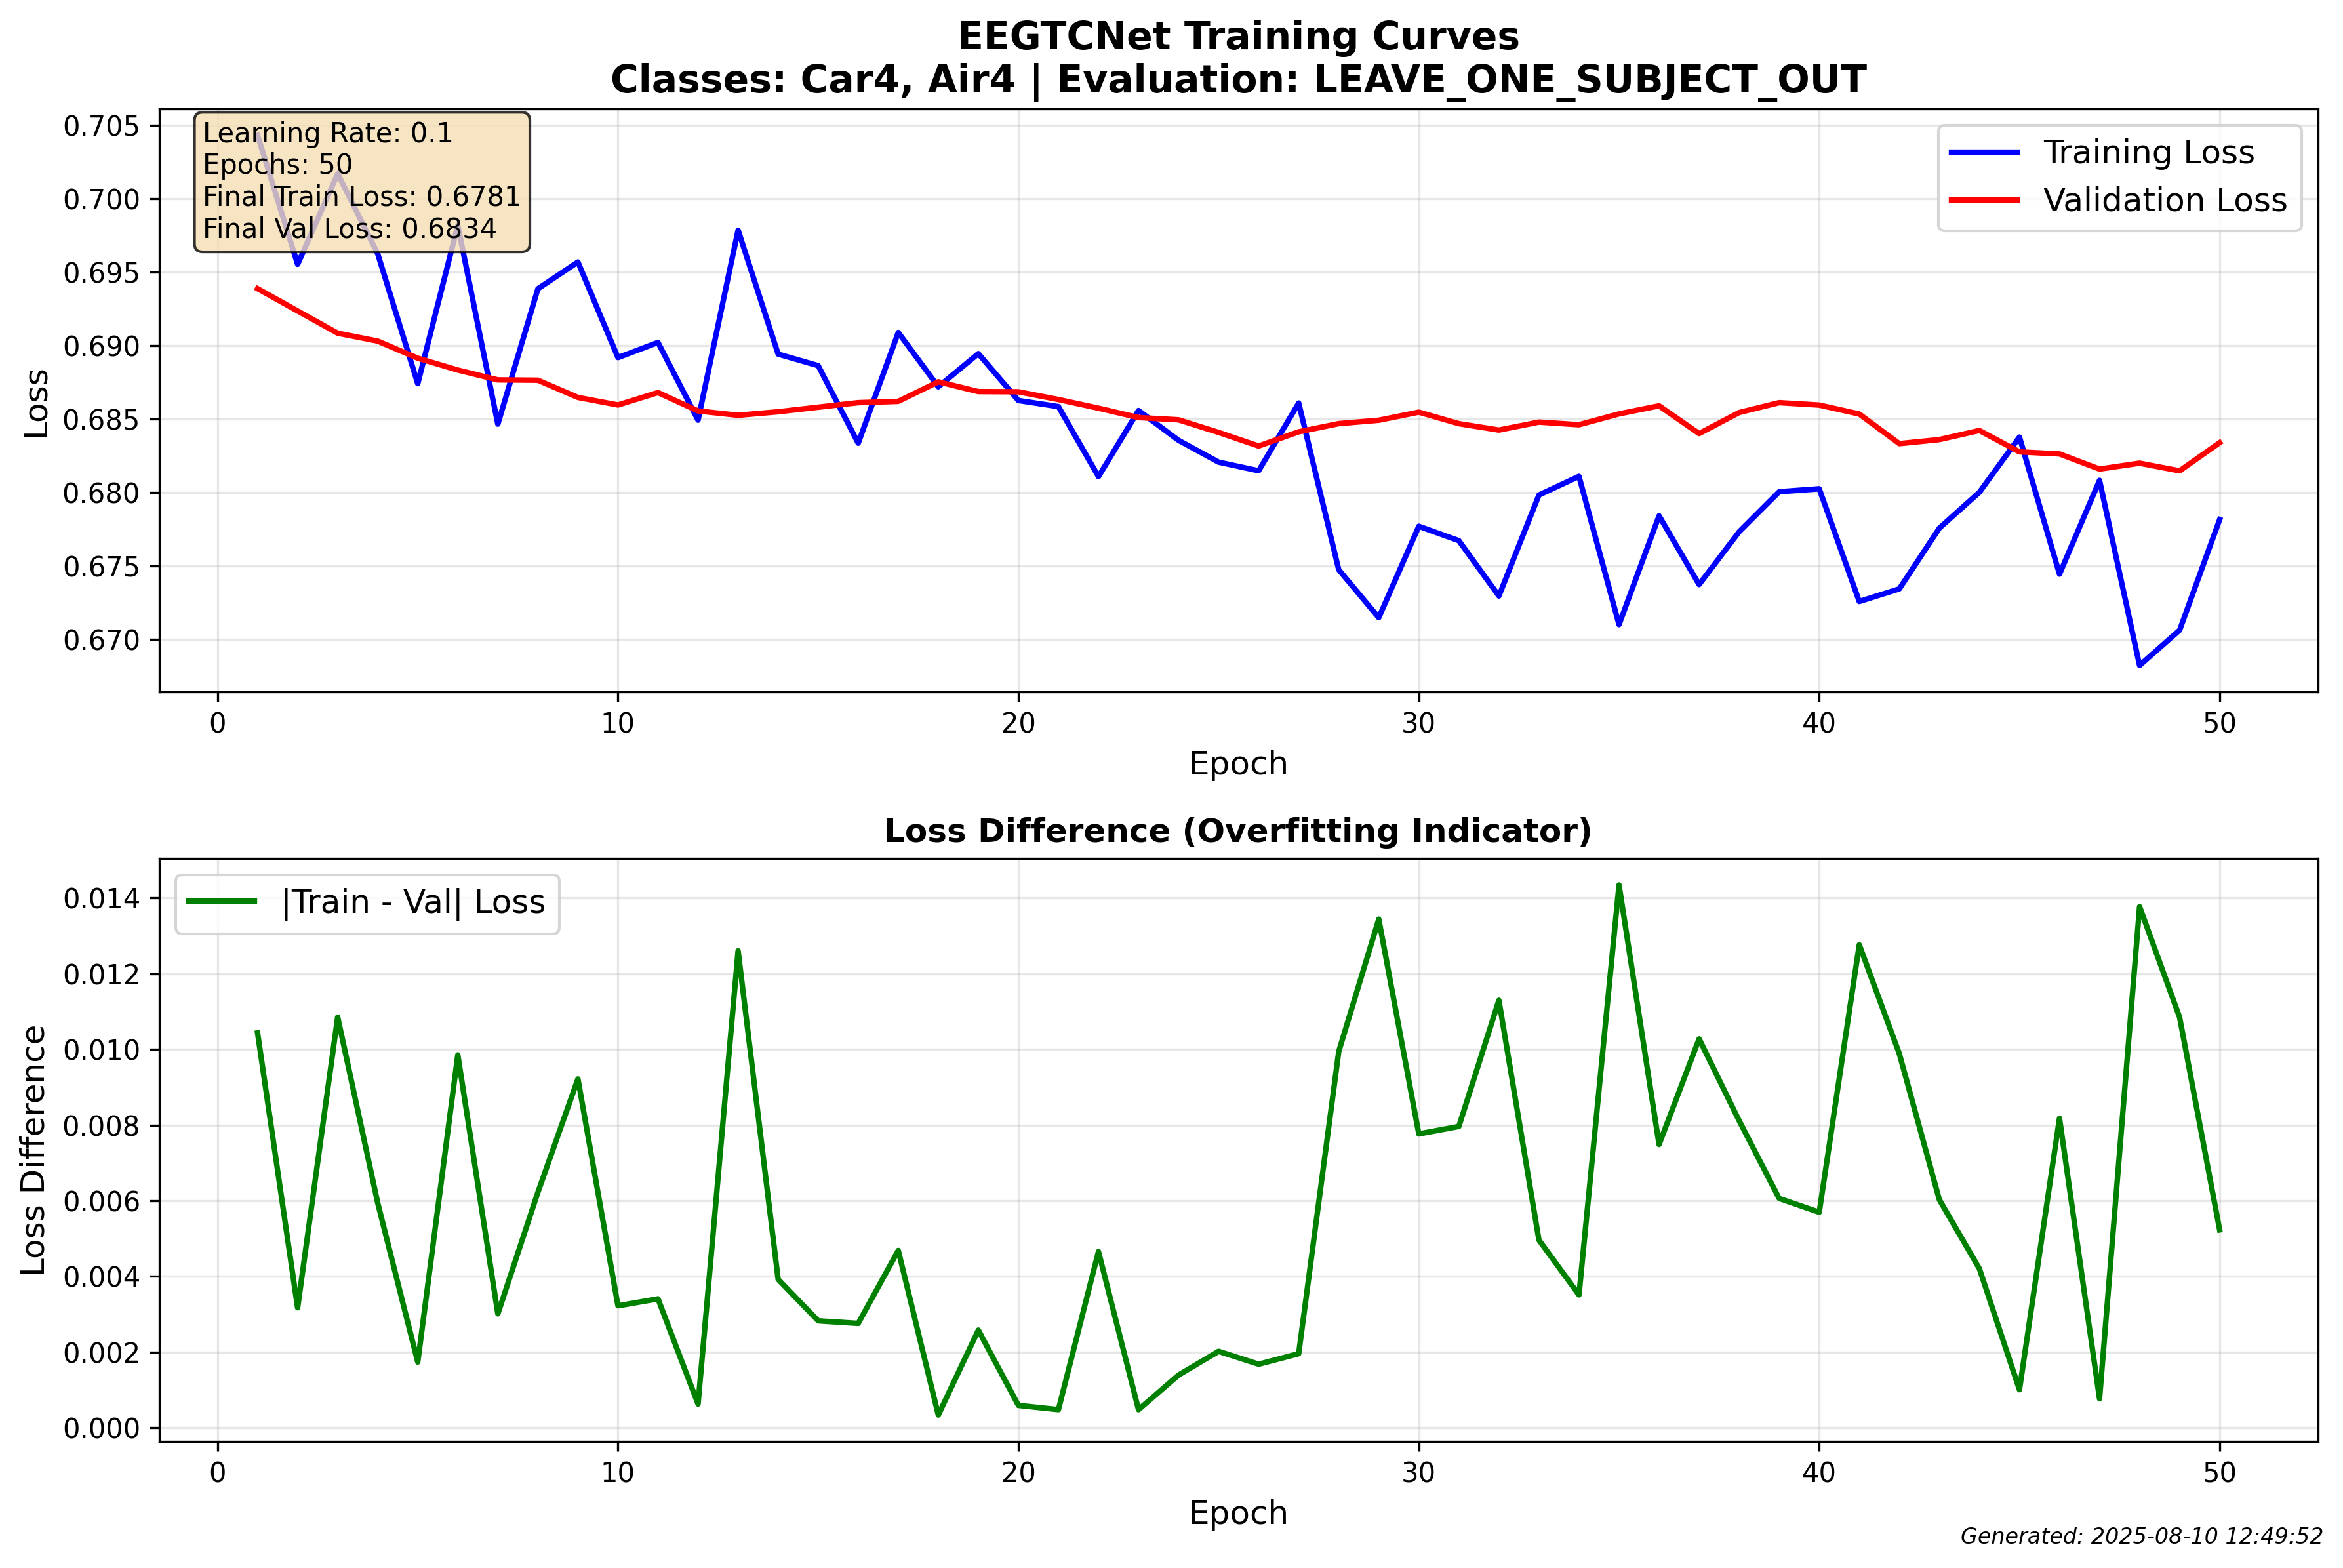 EEGTCNet Training Curves
Classes: Car4, Air4 | Evaluation: LEAVE_ONE_SUBJECT_OUT
Learning Rate: 0.1
Epochs: 50
Final Train Loss: 0.6781
Final Val Loss: 0.6834
Training Loss
Validation Loss
0.705
0.700
0.695
0.690
0.685
0.680
0.675
0.670
Loss
0
10
20
30
40
50
Epoch
Loss Difference (Overfitting Indicator)
|Train - Val| Loss
0.014
0.012
0.010
0.008
0.006
0.004
0.002
0.000
Loss Difference
0
10
20
30
40
50
Epoch
Generated: 2025-08-10 12:49:52